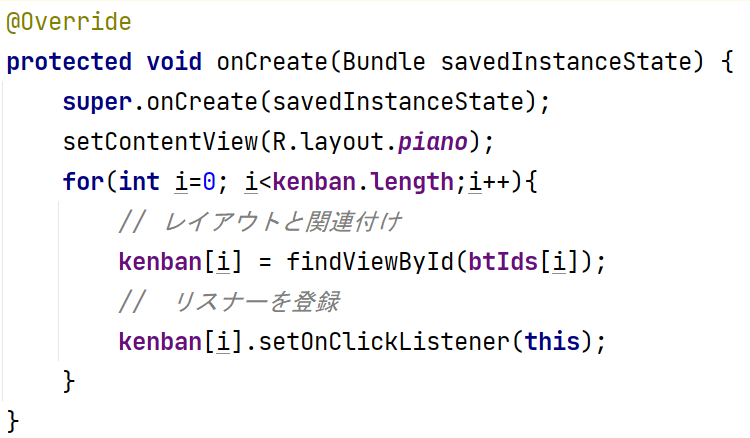 @Override
protected void onCreate(Bundle savedInstanceState) {
    super.onCreate(savedInstanceState);
    setContentView(R.layout.piano);
    for(int i=0; i<kenban.length;i++){
        // レイアウトと関連付け
        kenban[i] = findViewById(btIds[i]);
        //  リスナーを登録
        kenban[i].setOnClickListener(this);
    }
}